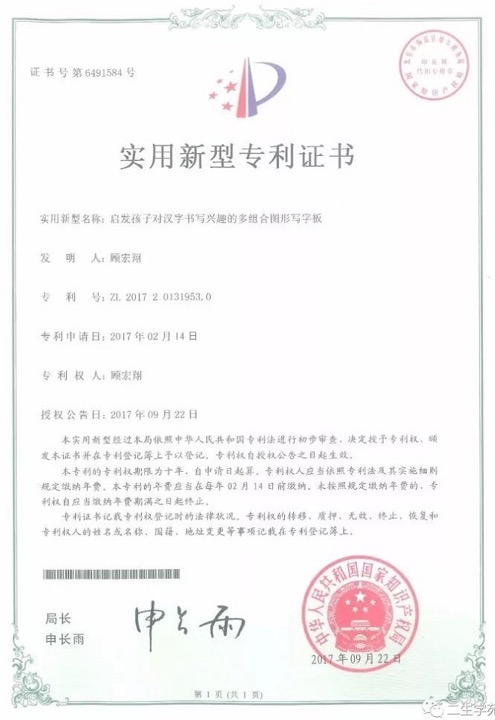 证书号第6491584号
实用新型专利证书
实用新型名称：启发孩子对汉字书写兴趣的多组合图形写字板
发 明 人：顾宏翔
专 利 号：ZL 2017 2 0131953.0
专利申请日：2017年02月14日
专 利 权 人：顾宏翔
授权公告日：2017年09月22日
本实用新型经过本局依照中华人民共和国专利法进行初步审查，决定授予专利权，颁
发本证书并在专利登记簿上予以登记。专利权自授权公告之日起生效。
本专利的专利权期限为十年，自申请日起算。专利权人应当依照专利法及其实施细则
规定缴纳年费。本专利的年费应当在每年02月14日前缴纳。未按照规定缴纳年费的，专
利权自应当缴纳年费期满之日起终止。
专利证书记载专利权登记时的法律状况。专利权的转移、质押、无效、终止、恢复和
专利权人的姓名或名称、国籍、地址变更等事项记载在专利登记簿上。
局长
申长雨
申长雨
中华人民共和国国家知识产权局
2017年09月22日
第1页(共1页)
二生学苑